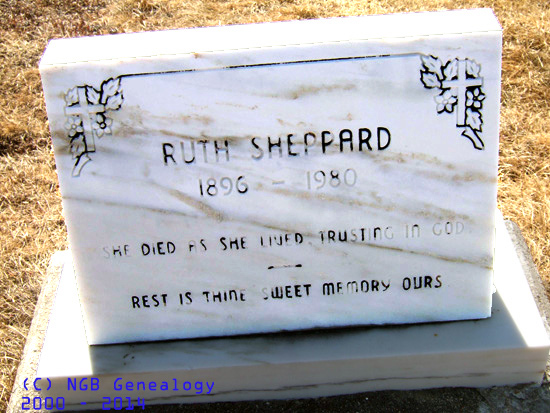 RUTH SHEPPARD
1896 - 1980
SHE DIED AS SHE LIVED TRUSTING IN GOD
REST IS THINE SWEET MEMORY OURS
(C) NGB Genealogy
2000 - 2014